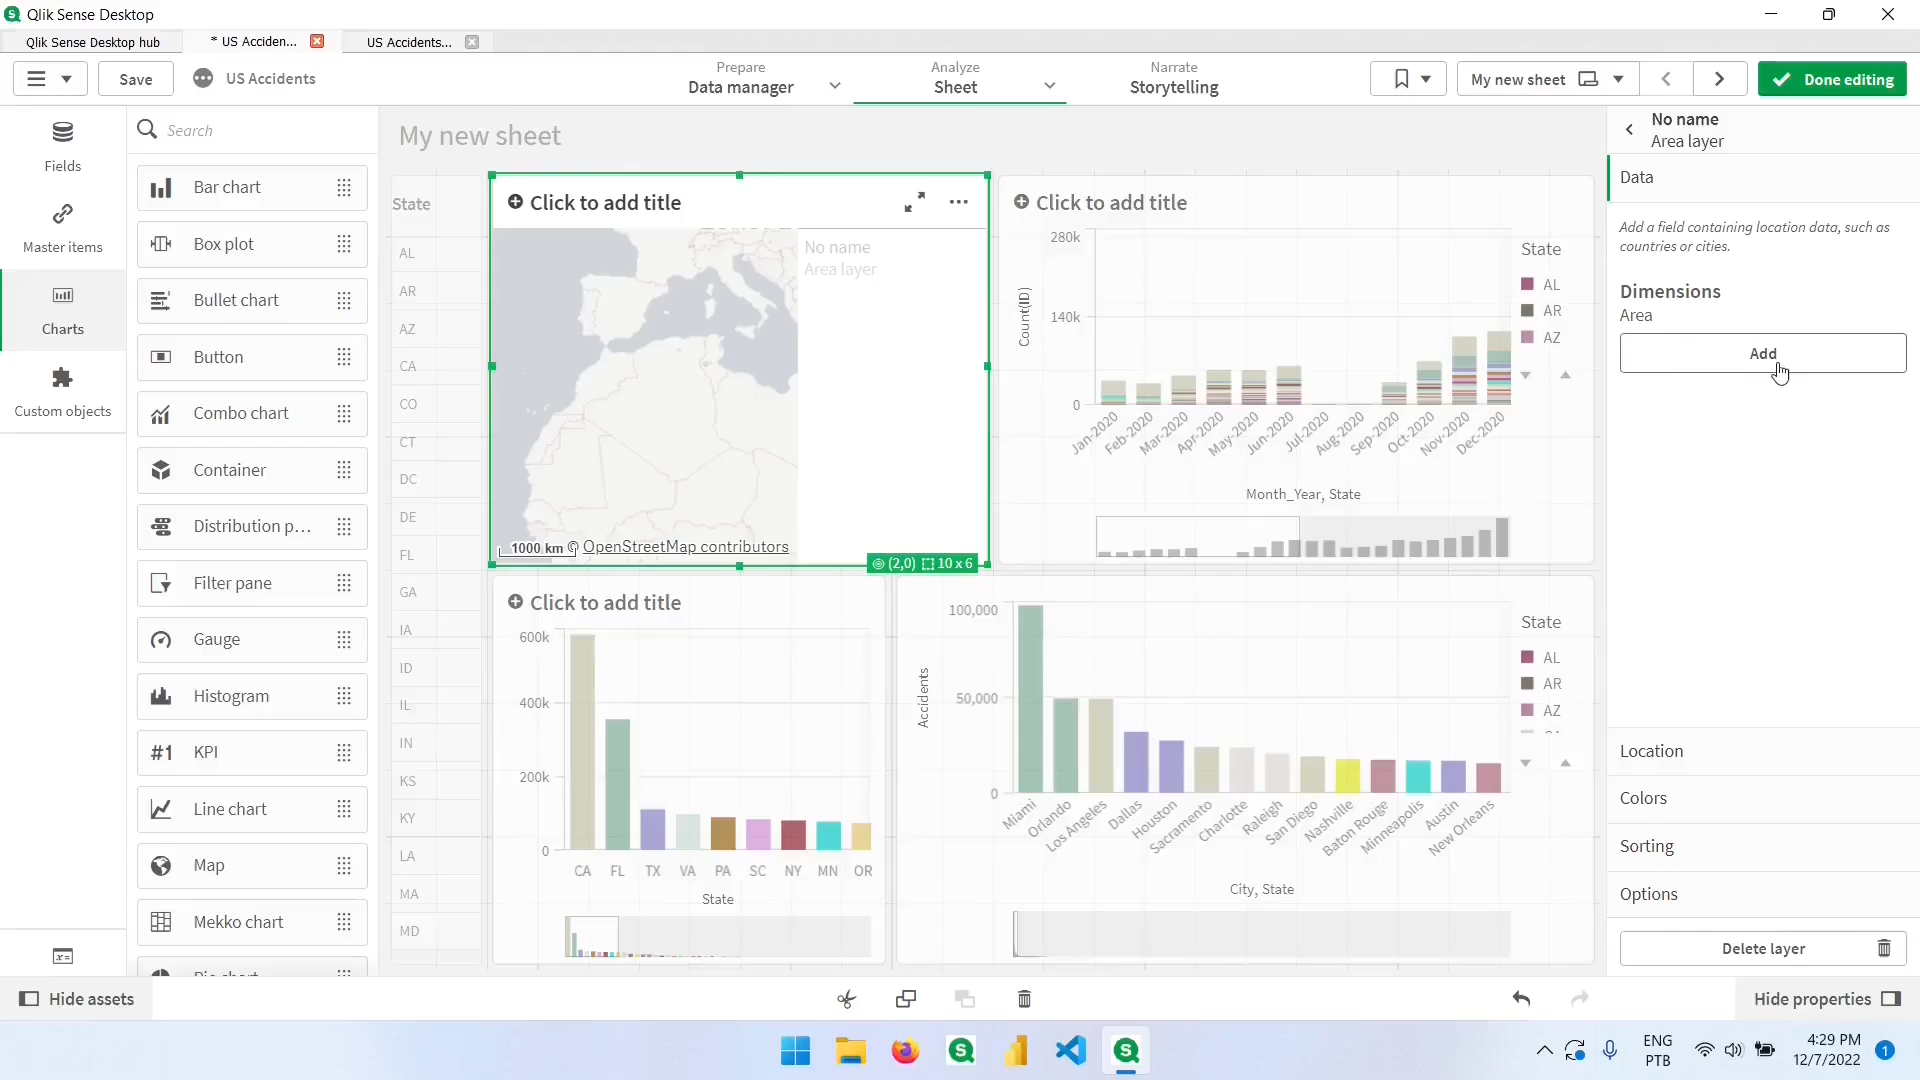 Qlik Sense Desktop
Qlik Sense Desktop hub
* US Acciden...
US Accidents...
Save
US Accidents
Prepare
Data manager
Analyze
Sheet
Narrate
Storytelling
My new sheet
Done editing
Fields
Master items
Charts
Custom objects
Search
Bar chart
Box plot
Bullet chart
Button
Combo chart
Container
Distribution p...
Filter pane
Gauge
Histogram
#1 KPI
Line chart
Map
Mekko chart
My new sheet
State
AL
AR
AZ
CA
CO
CT
DC
DE
FL
GA
IA
ID
IL
IN
KS
KY
LA
MA
MD
Click to add title
No name
Area layer
1000 km
© OpenStreetMap contributors
(2,0) 10 x 6
Click to add title
280k
140k
0
Count(ID)
Jan-2020
Feb-2020
Mar-2020
Apr-2020
May-2020
Jun-2020
Jul-2020
Aug-2020
Sep-2020
Oct-2020
Nov-2020
Dec-2020
Month_Year, State
State
AL
AR
AZ
Click to add title
600k
400k
200k
0
CA
FL
TX
VA
PA
SC
NY
MN
OR
State
100,000
50,000
0
Accidents
Miami
Orlando
Los Angeles
Dallas
Houston
Sacramento
Charlotte
Raleigh
San Diego
Nashville
Baton Rouge
Minneapolis
Austin
New Orleans
City, State
State
AL
AR
AZ
No name
Area layer
Data
Add a field containing location data, such as
countries or cities.
Dimensions
Area
Add
Location
Colors
Sorting
Options
Delete layer
Hide assets
Hide properties
ENG
PTB
4:29 PM
12/7/2022
1